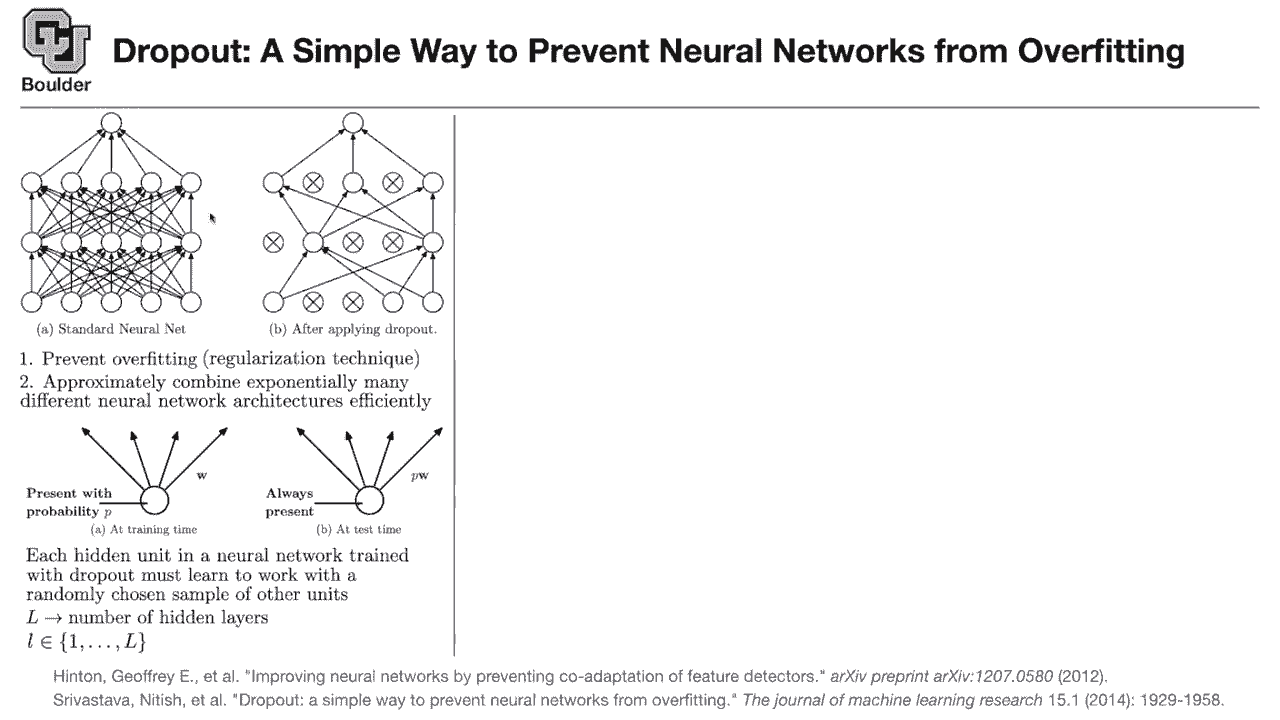 Boulder
Dropout: A Simple Way to Prevent Neural Networks from Overfitting
(a) Standard Neural Net
(b) After applying dropout.
1. Prevent overfitting (regularization technique)
2. Approximately combine exponentially many
different neural network architectures efficiently
w
Present with
probability p
(a) At training time
pw
Always
present
(b) At test time
Each hidden unit in a neural network trained
with dropout must learn to work with a
randomly chosen sample of other units
L → number of hidden layers
l ∈ {1, . . . , L}
Hinton, Geoffrey E., et al. "Improving neural networks by preventing co-adaptation of feature detectors." arXiv preprint arXiv:1207.0580 (2012).
Srivastava, Nitish, et al. "Dropout: a simple way to prevent neural networks from overfitting." The journal of machine learning research 15.1 (2014): 1929-1958.